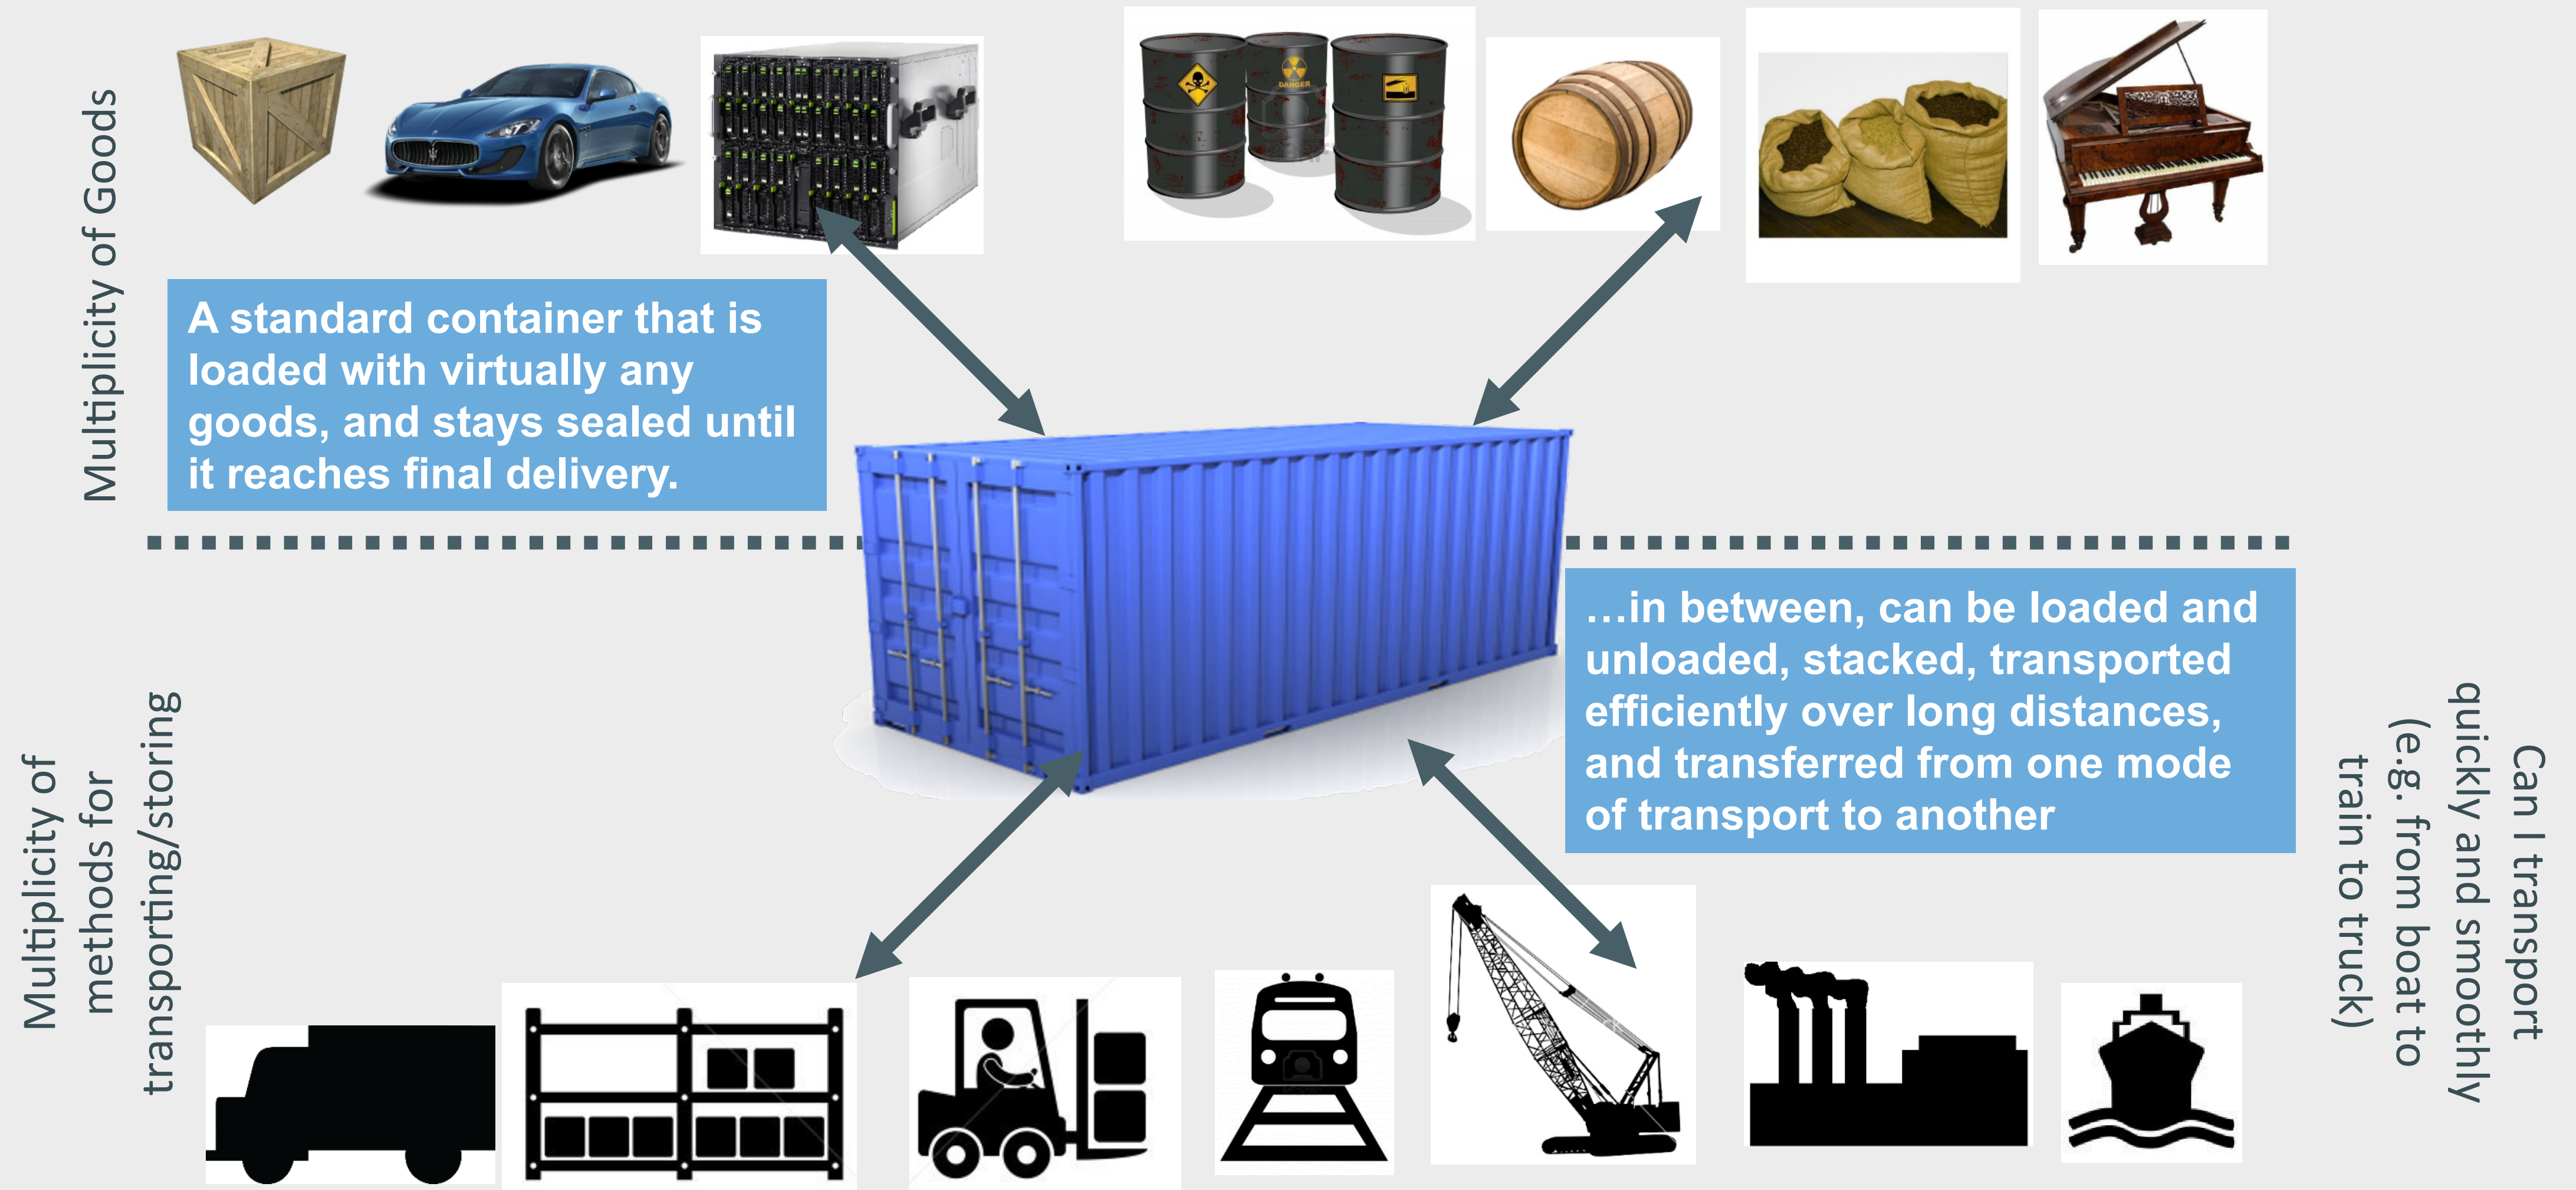 Multiplicity of Goods
A standard container that is
loaded with virtually any
goods, and stays sealed until
it reaches final delivery.
DANGER
Multiplicity of
methods for
transporting/storing
…in between, can be loaded and
unloaded, stacked, transported
efficiently over long distances,
and transferred from one mode
of transport to another
Can I transport
quickly and smoothly
(e.g. from boat to
train to truck)